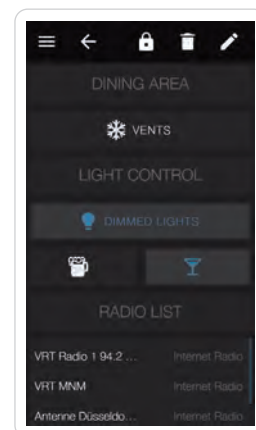 DINING AREA
VENTS
LIGHT CONTROL
DIMMED LIGHTS
RADIO LIST
VRT Radio 1 94.2 ... Internet Radio
VRT MNM Internet Radio
Antenne Düsseldo... Internet Radio